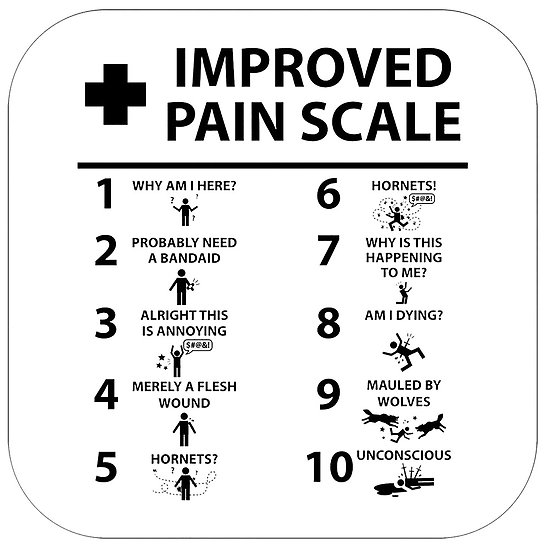 IMPROVED
PAIN SCALE
1 WHY AM I HERE?
? ?
2 PROBABLY NEED
A BANDAID
3 ALRIGHT THIS
IS ANNOYING
$#@&!
4 MERELY A FLESH
WOUND
5 HORNETS?
? ?
6 HORNETS!
$#@&!
7 WHY IS THIS
HAPPENING
TO ME?
8 AM I DYING?
9 MAULED BY
WOLVES
10 UNCONSCIOUS